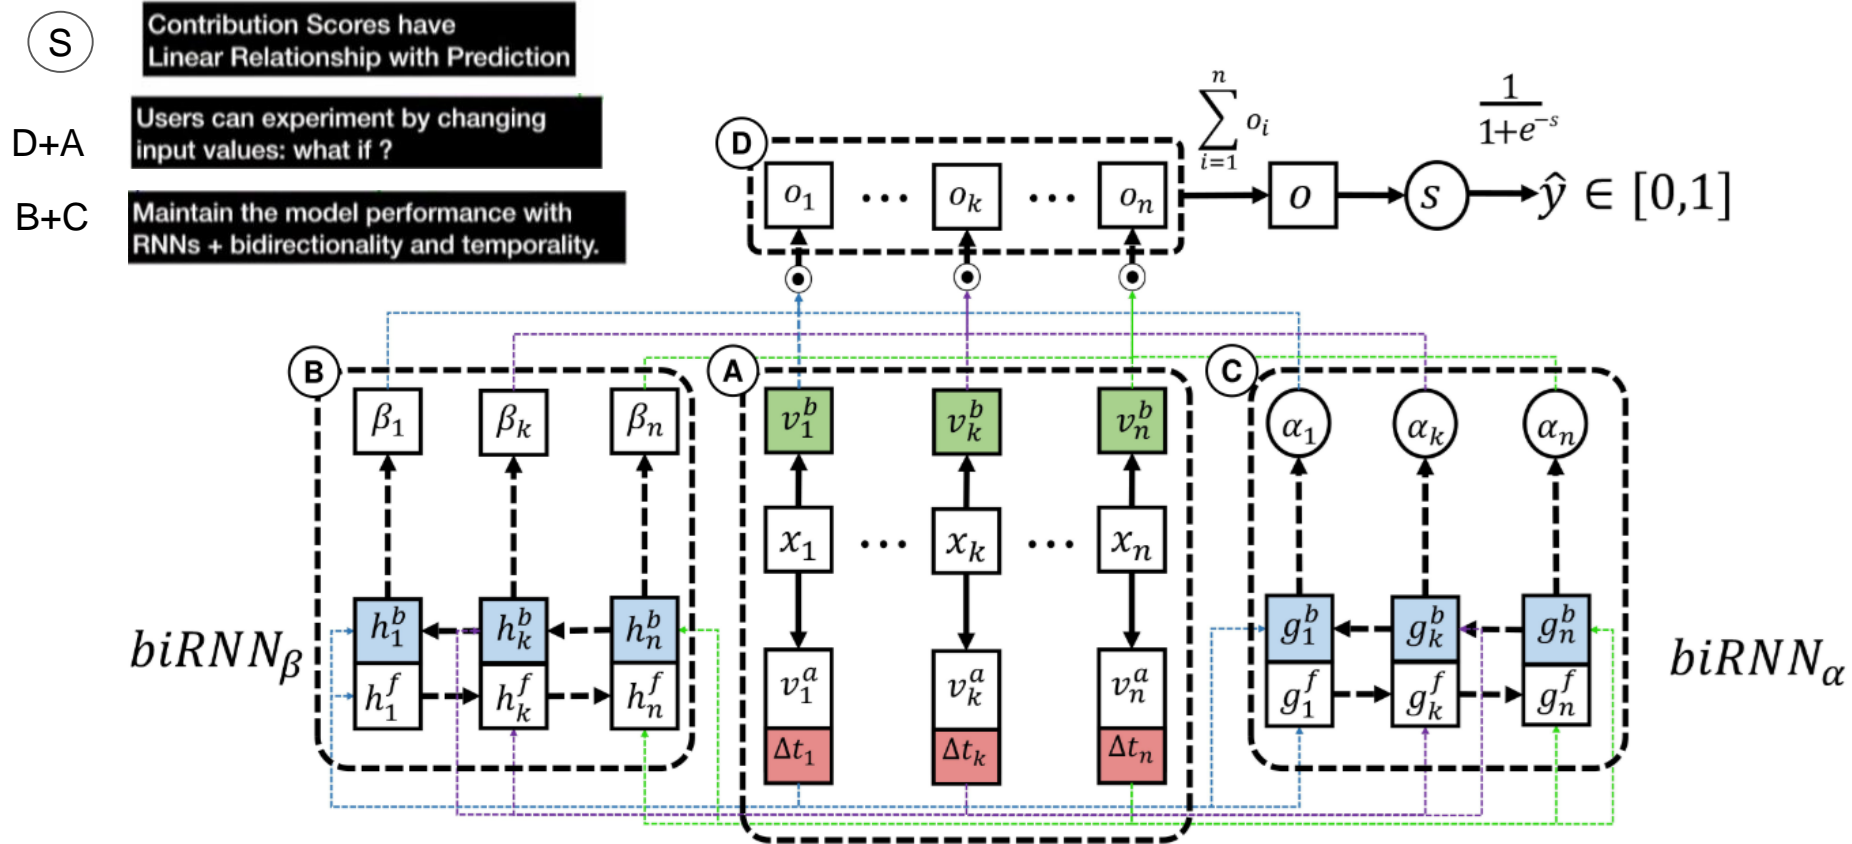 S
Contribution Scores have
Linear Relationship with Prediction
D+A
Users can experiment by changing
input values: what if ?
B+C
Maintain the model performance with
RNNs + bidirectionality and temporality.
D
o₁ ··· oₖ ··· oₙ
n
∑ oᵢ
i=1
o
s
1
1+e⁻ˢ
ŷ ∈ [0,1]
B
β₁ βₖ βₙ
h₁ᵇ hₖᵇ hₙᵇ
h₁ᶠ hₖᶠ hₙᶠ
biRNN_β
A
v₁ᵇ vₖᵇ vₙᵇ
x₁ ··· xₖ ··· xₙ
v₁ᵃ vₖᵃ vₙᵃ
Δt₁ Δtₖ Δtₙ
C
α₁ αₖ αₙ
g₁ᵇ gₖᵇ gₙᵇ
g₁ᶠ gₖᶠ gₙᶠ
biRNN_α